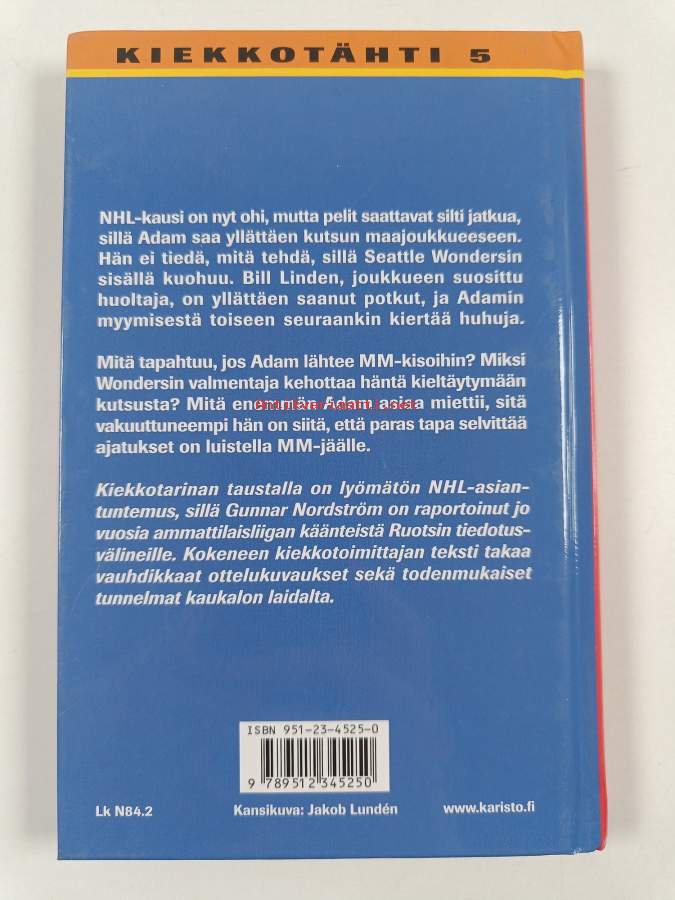 KIEKKOTÄHTI 5
NHL-kausi on nyt ohi, mutta pelit saattavat silti jatkua,
sillä Adam saa yllättäen kutsun maajoukkueeseen.
Hän ei tiedä, mitä tehdä, sillä Seattle Wondersin
sisällä kuohuu. Bill Linden, joukkueen suosittu
huoltaja, on yllättäen saanut potkut, ja Adamin
myymisestä toiseen seuraankin kiertää huhuja.
Mitä tapahtuu, jos Adam lähtee MM-kisoihin? Miksi
Wondersin valmentaja kehottaa häntä kieltäytymään
kutsusta? Mitä enemmän Adam asiaa miettii, sitä
vakuuttuneempi hän on siitä, että paras tapa selvittää
ajatukset on luistella MM-jäälle.
Kiekkotarinan taustalla on lyömätön NHL-asian-
tuntemus, sillä Gunnar Nordström on raportoinut jo
vuosia ammattilaisliigan käänteistä Ruotsin tiedotus-
välineille. Kokeneen kiekkotoimittajan teksti takaa
vauhdikkaat ottelukuvaukset sekä todenmukaiset
tunnelmat kaukalon laidalta.
ISBN 951-23-4525-0
9 789512 345250
Lk N84.2 Kansikuva: Jakob Lundén www.karisto.fi